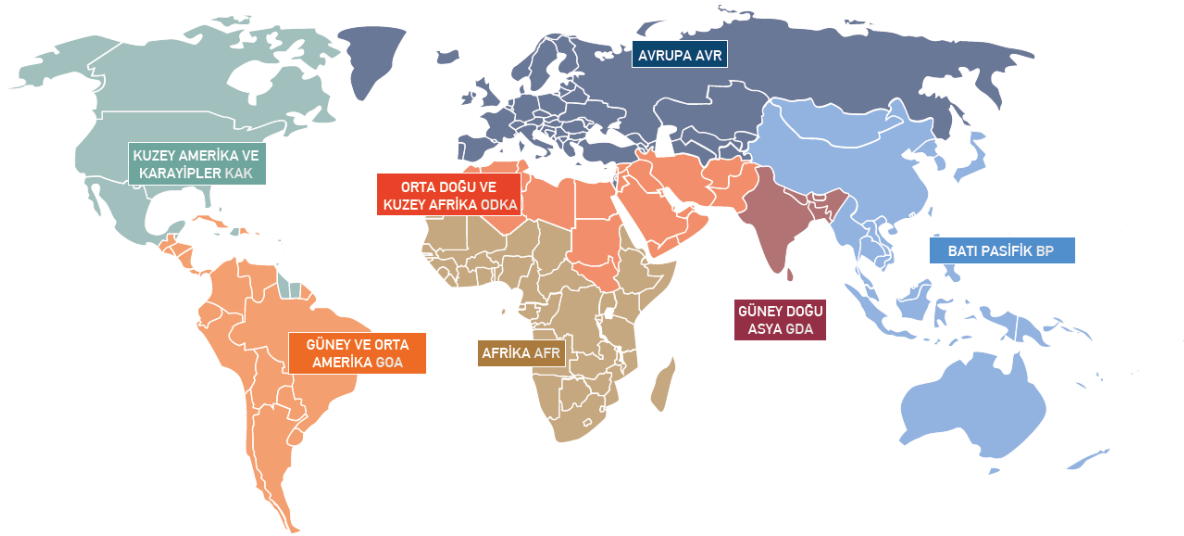 AVRUPA AVR
KUZEY AMERİKA VE
KARAYİPLER KAK
ORTA DOĞU VE
KUZEY AFRİKA ODKA
BATI PASİFİK BP
GÜNEY DOĞU
ASYA GDA
GÜNEY VE ORTA
AMERİKA GOA
AFRİKA AFR